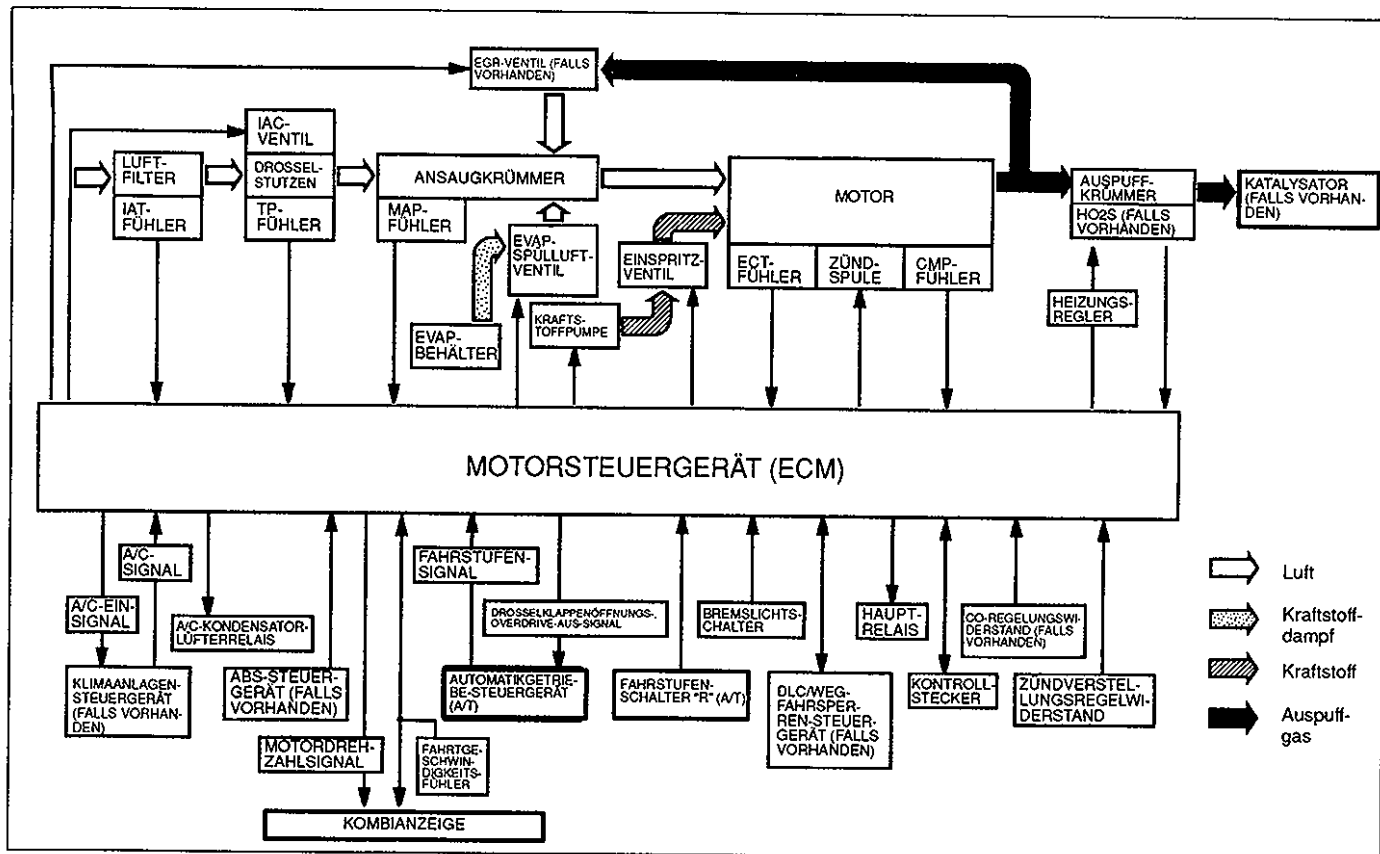 EGR-VENTIL (FALLS
VORHANDEN)
IAC-
VENTIL
LUFT-
FILTER
DROSSEL-
STUTZEN
ANSAUGKRÜMMER
MOTOR
AUSPUFF-
KRÜMMER
KATALYSATOR
(FALLS VORHAN-
DEN)
IAT-
FÜHLER
TP-
FÜHLER
MAP-
FÜHLER
HO2S (FALLS
VORHANDEN)
EVAP-
SPÜLLUFT-
VENTIL
EINSPRITZ-
VENTIL
ECT-
FÜHLER
ZÜND-
SPULE
CMP-
FÜHLER
HEIZUNGS-
REGLER
EVAP-
BEHÄLTER
KRAFTS-
TOFFPUMPE
MOTORSTEUERGERÄT (ECM)
A/C-
SIGNAL
FAHRSTUFEN-
SIGNAL
A/C-EIN-
SIGNAL
A/C-KONDENSATOR-
LÜFTERRELAIS
DROSSELKLAPPENÖFFNUNGS-,
OVERDRIVE-AUS-SIGNAL
BREMSLICHTS-
CHALTER
HAUPT-
RELAIS
CO-REGELUNGSWI-
DERSTAND (FALLS
VORHANDEN)
KLIMAANLAGEN-
STEUERGERÄT
(FALLS VORHAN-
DEN)
ABS-STEUER-
GERÄT (FALLS
VORHANDEN)
AUTOMATIKGETRIE-
BE-STEUERGERÄT
(A/T)
FAHRSTUFEN-
SCHALTER "R" (A/T)
DLC/WEG-
FAHRSPER-
REN-STEUER-
GERÄT (FALLS
VORHANDEN)
KONTROLL-
STECKER
ZÜNDVERSTEL-
LUNGSREGELWI-
DERSTAND
MOTORDREH-
ZAHLSIGNAL
FAHRTGE-
SCHWIN-
DIGKEITS-
FÜHLER
KOMBIANZEIGE
Luft
Kraftstoff-
dampf
Kraftstoff
Auspuff-
gas